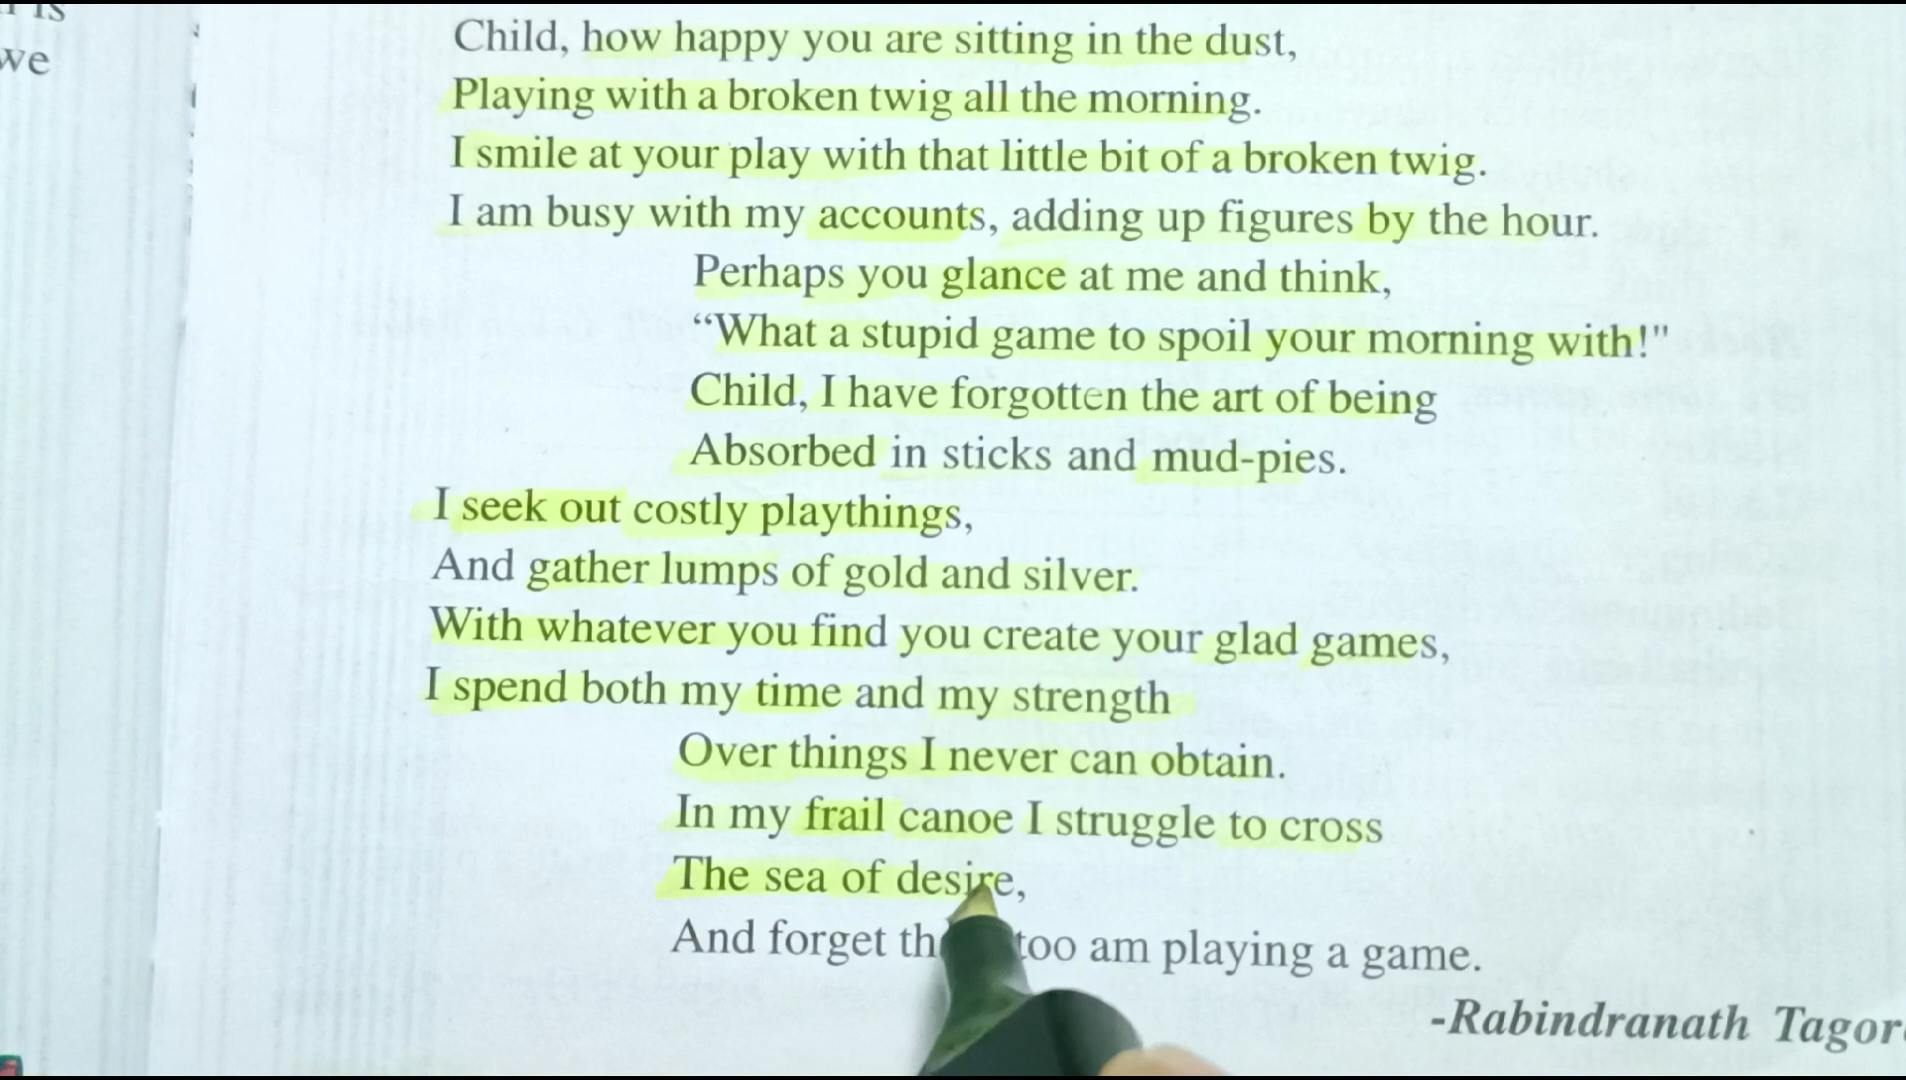 is
we
Child, how happy you are sitting in the dust,
Playing with a broken twig all the morning.
I smile at your play with that little bit of a broken twig.
I am busy with my accounts, adding up figures by the hour.
Perhaps you glance at me and think,
“What a stupid game to spoil your morning with!"
Child, I have forgotten the art of being
Absorbed in sticks and mud-pies.
I seek out costly playthings,
And gather lumps of gold and silver.
With whatever you find you create your glad games,
I spend both my time and my strength
Over things I never can obtain.
In my frail canoe I struggle to cross
The sea of desire,
And forget too am playing a game.
-Rabindranath Tagor